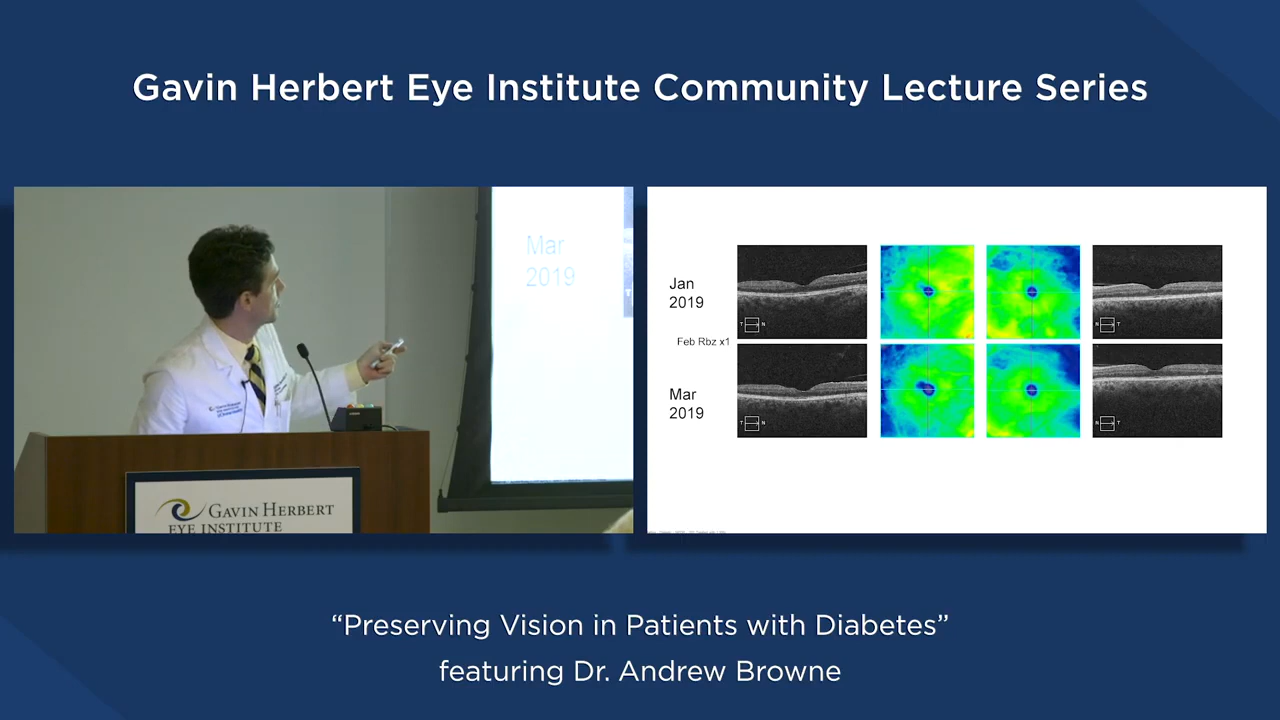 Gavin Herbert Eye Institute Community Lecture Series
Mar
2019
T
GAVIN HERBERT
EYE INSTITUTE
Jan
2019
Feb Rbz x1
Mar
2019
T N
N T
T N
N T
“Preserving Vision in Patients with Diabetes”
featuring Dr. Andrew Browne